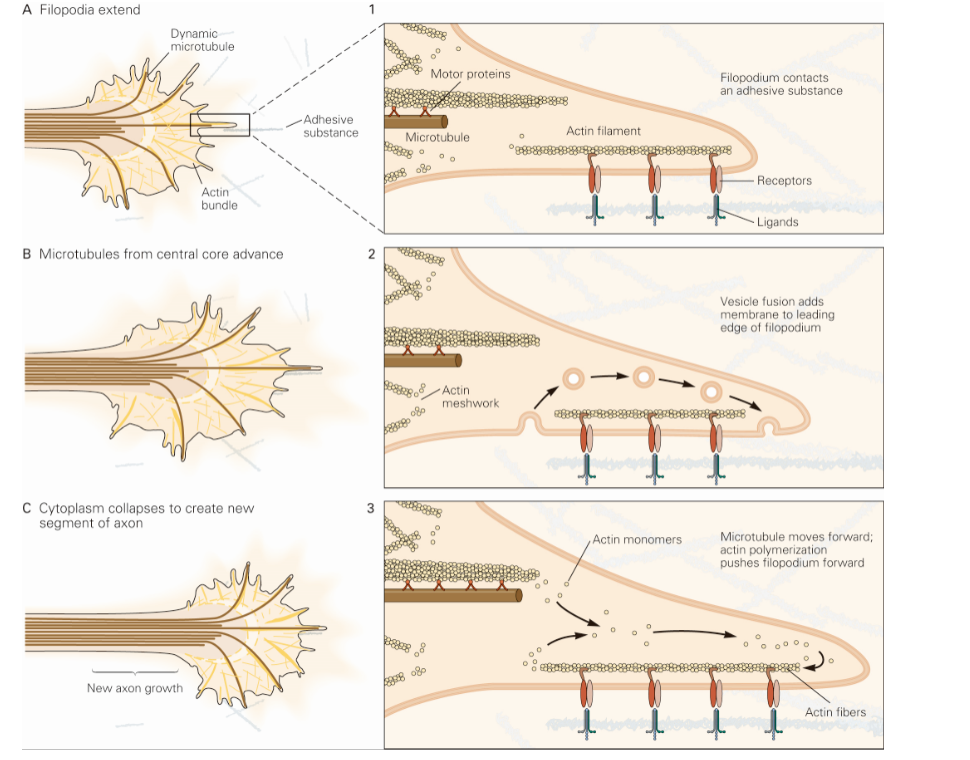 A Filopodia extend
1
Dynamic
microtubule
Adhesive
substance
Actin
bundle
Motor proteins
Microtubule
Actin filament
Filopodium contacts
an adhesive substance
Receptors
Ligands
B Microtubules from central core advance
2
Vesicle fusion adds
membrane to leading
edge of filopodium
Actin
meshwork
C Cytoplasm collapses to create new
segment of axon
New axon growth
3
Actin monomers
Microtubule moves forward;
actin polymerization
pushes filopodium forward
Actin fibers